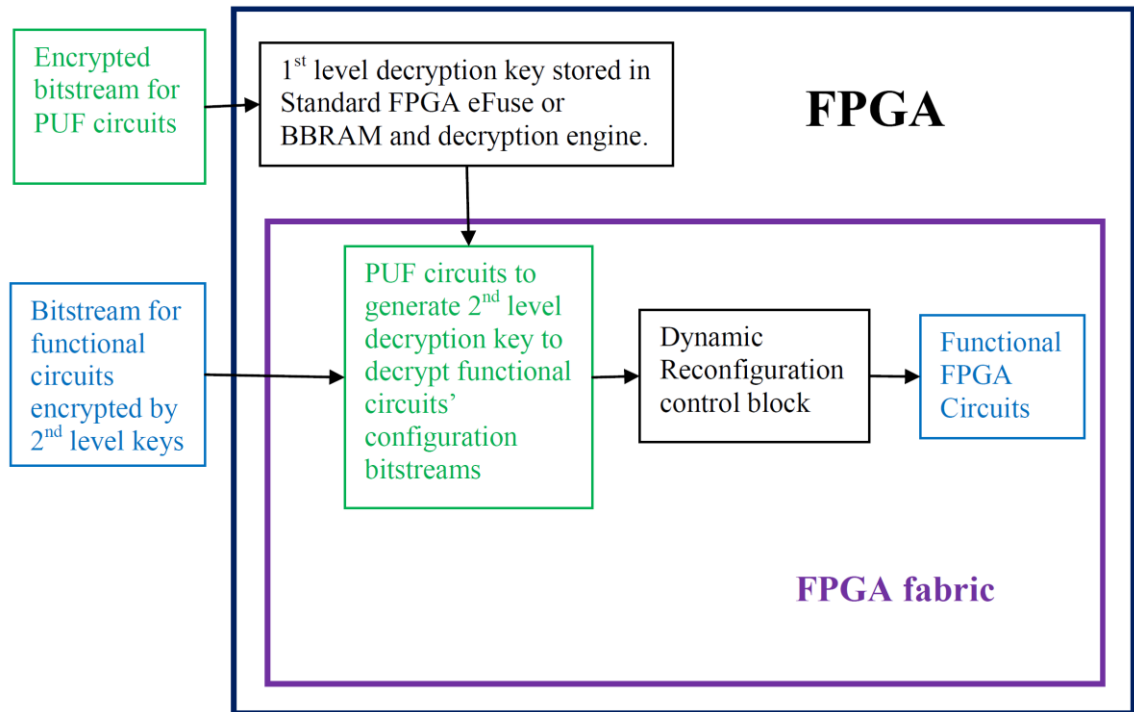 Encrypted
bitstream for
PUF circuits
1st level decryption key stored in
Standard FPGA eFuse or
BBRAM and decryption engine.
FPGA
Bitstream for
functional
circuits
encrypted by
2nd level keys
PUF circuits to
generate 2nd level
decryption key to
decrypt functional
circuits’
configuration
bitstreams
Dynamic
Reconfiguration
control block
Functional
FPGA
Circuits
FPGA fabric